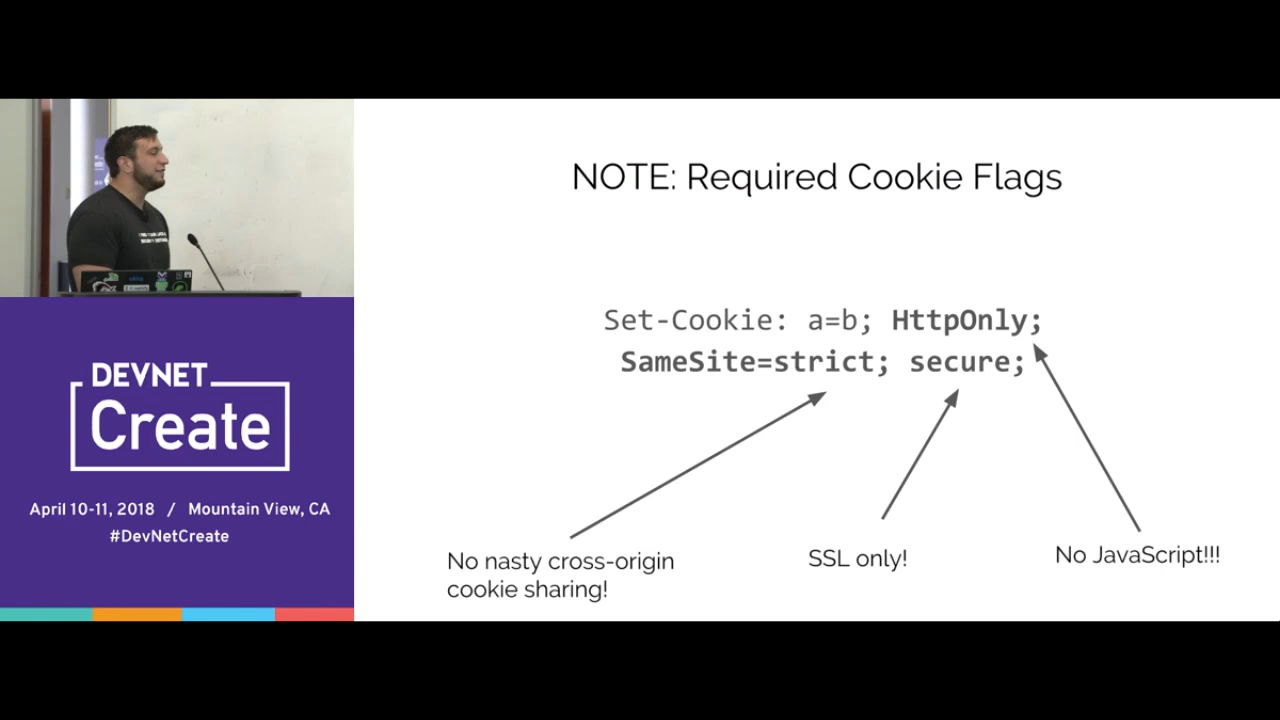 NOTE: Required Cookie Flags
Set-Cookie: a=b; HttpOnly;
SameSite=strict; secure;
No nasty cross-origin
cookie sharing!
SSL only!
No JavaScript!!!
DEVNET
Create
April 10-11, 2018 / Mountain View, CA
#DevNetCreate